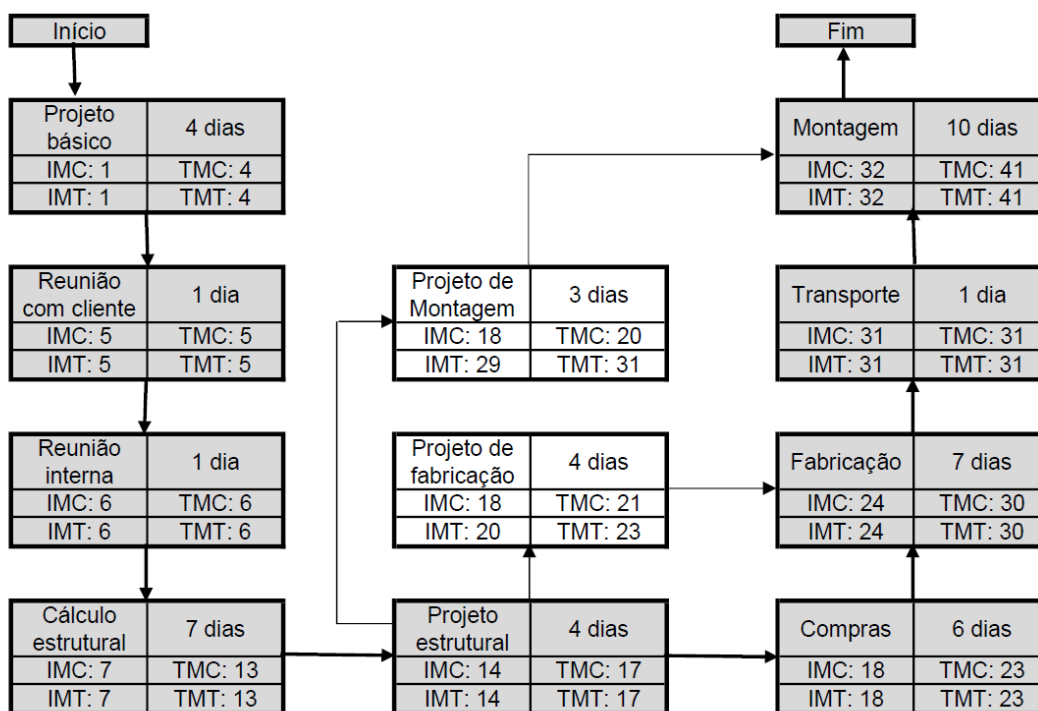 Início
Fim
Projeto
básico
4 dias
IMC: 1
TMC: 4
IMT: 1
TMT: 4
Montagem
10 dias
IMC: 32
TMC: 41
IMT: 32
TMT: 41
Reunião
com cliente
1 dia
IMC: 5
TMC: 5
IMT: 5
TMT: 5
Projeto de
Montagem
3 dias
IMC: 18
TMC: 20
IMT: 29
TMT: 31
Transporte
1 dia
IMC: 31
TMC: 31
IMT: 31
TMT: 31
Reunião
interna
1 dia
IMC: 6
TMC: 6
IMT: 6
TMT: 6
Projeto de
fabricação
4 dias
IMC: 18
TMC: 21
IMT: 20
TMT: 23
Fabricação
7 dias
IMC: 24
TMC: 30
IMT: 24
TMT: 30
Cálculo
estrutural
7 dias
IMC: 7
TMC: 13
IMT: 7
TMT: 13
Projeto
estrutural
4 dias
IMC: 14
TMC: 17
IMT: 14
TMT: 17
Compras
6 dias
IMC: 18
TMC: 23
IMT: 18
TMT: 23